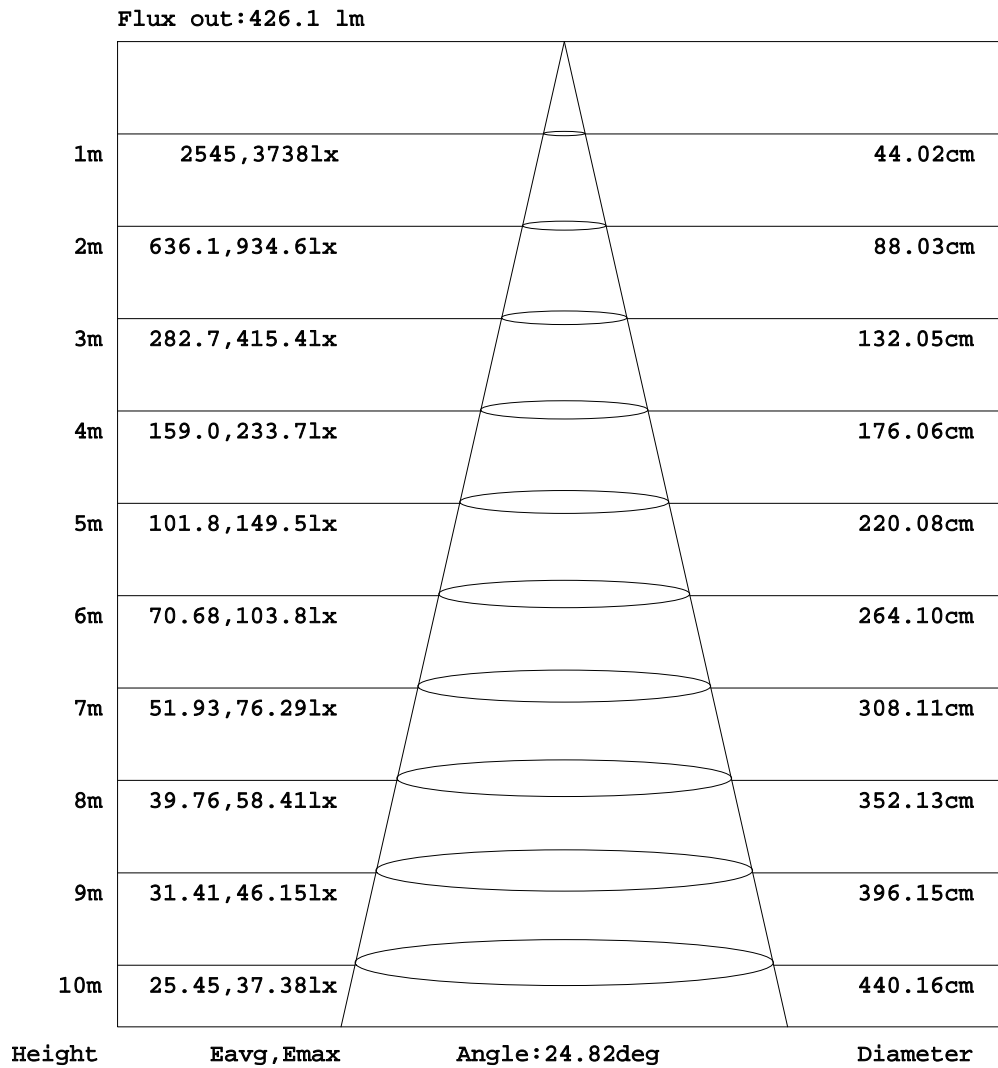 Flux out:426.1 lm
1m 2545,3738lx 44.02cm
2m 636.1,934.6lx 88.03cm
3m 282.7,415.4lx 132.05cm
4m 159.0,233.7lx 176.06cm
5m 101.8,149.5lx 220.08cm
6m 70.68,103.8lx 264.10cm
7m 51.93,76.29lx 308.11cm
8m 39.76,58.41lx 352.13cm
9m 31.41,46.15lx 396.15cm
10m 25.45,37.38lx 440.16cm
Height Eavg,Emax Angle:24.82deg Diameter